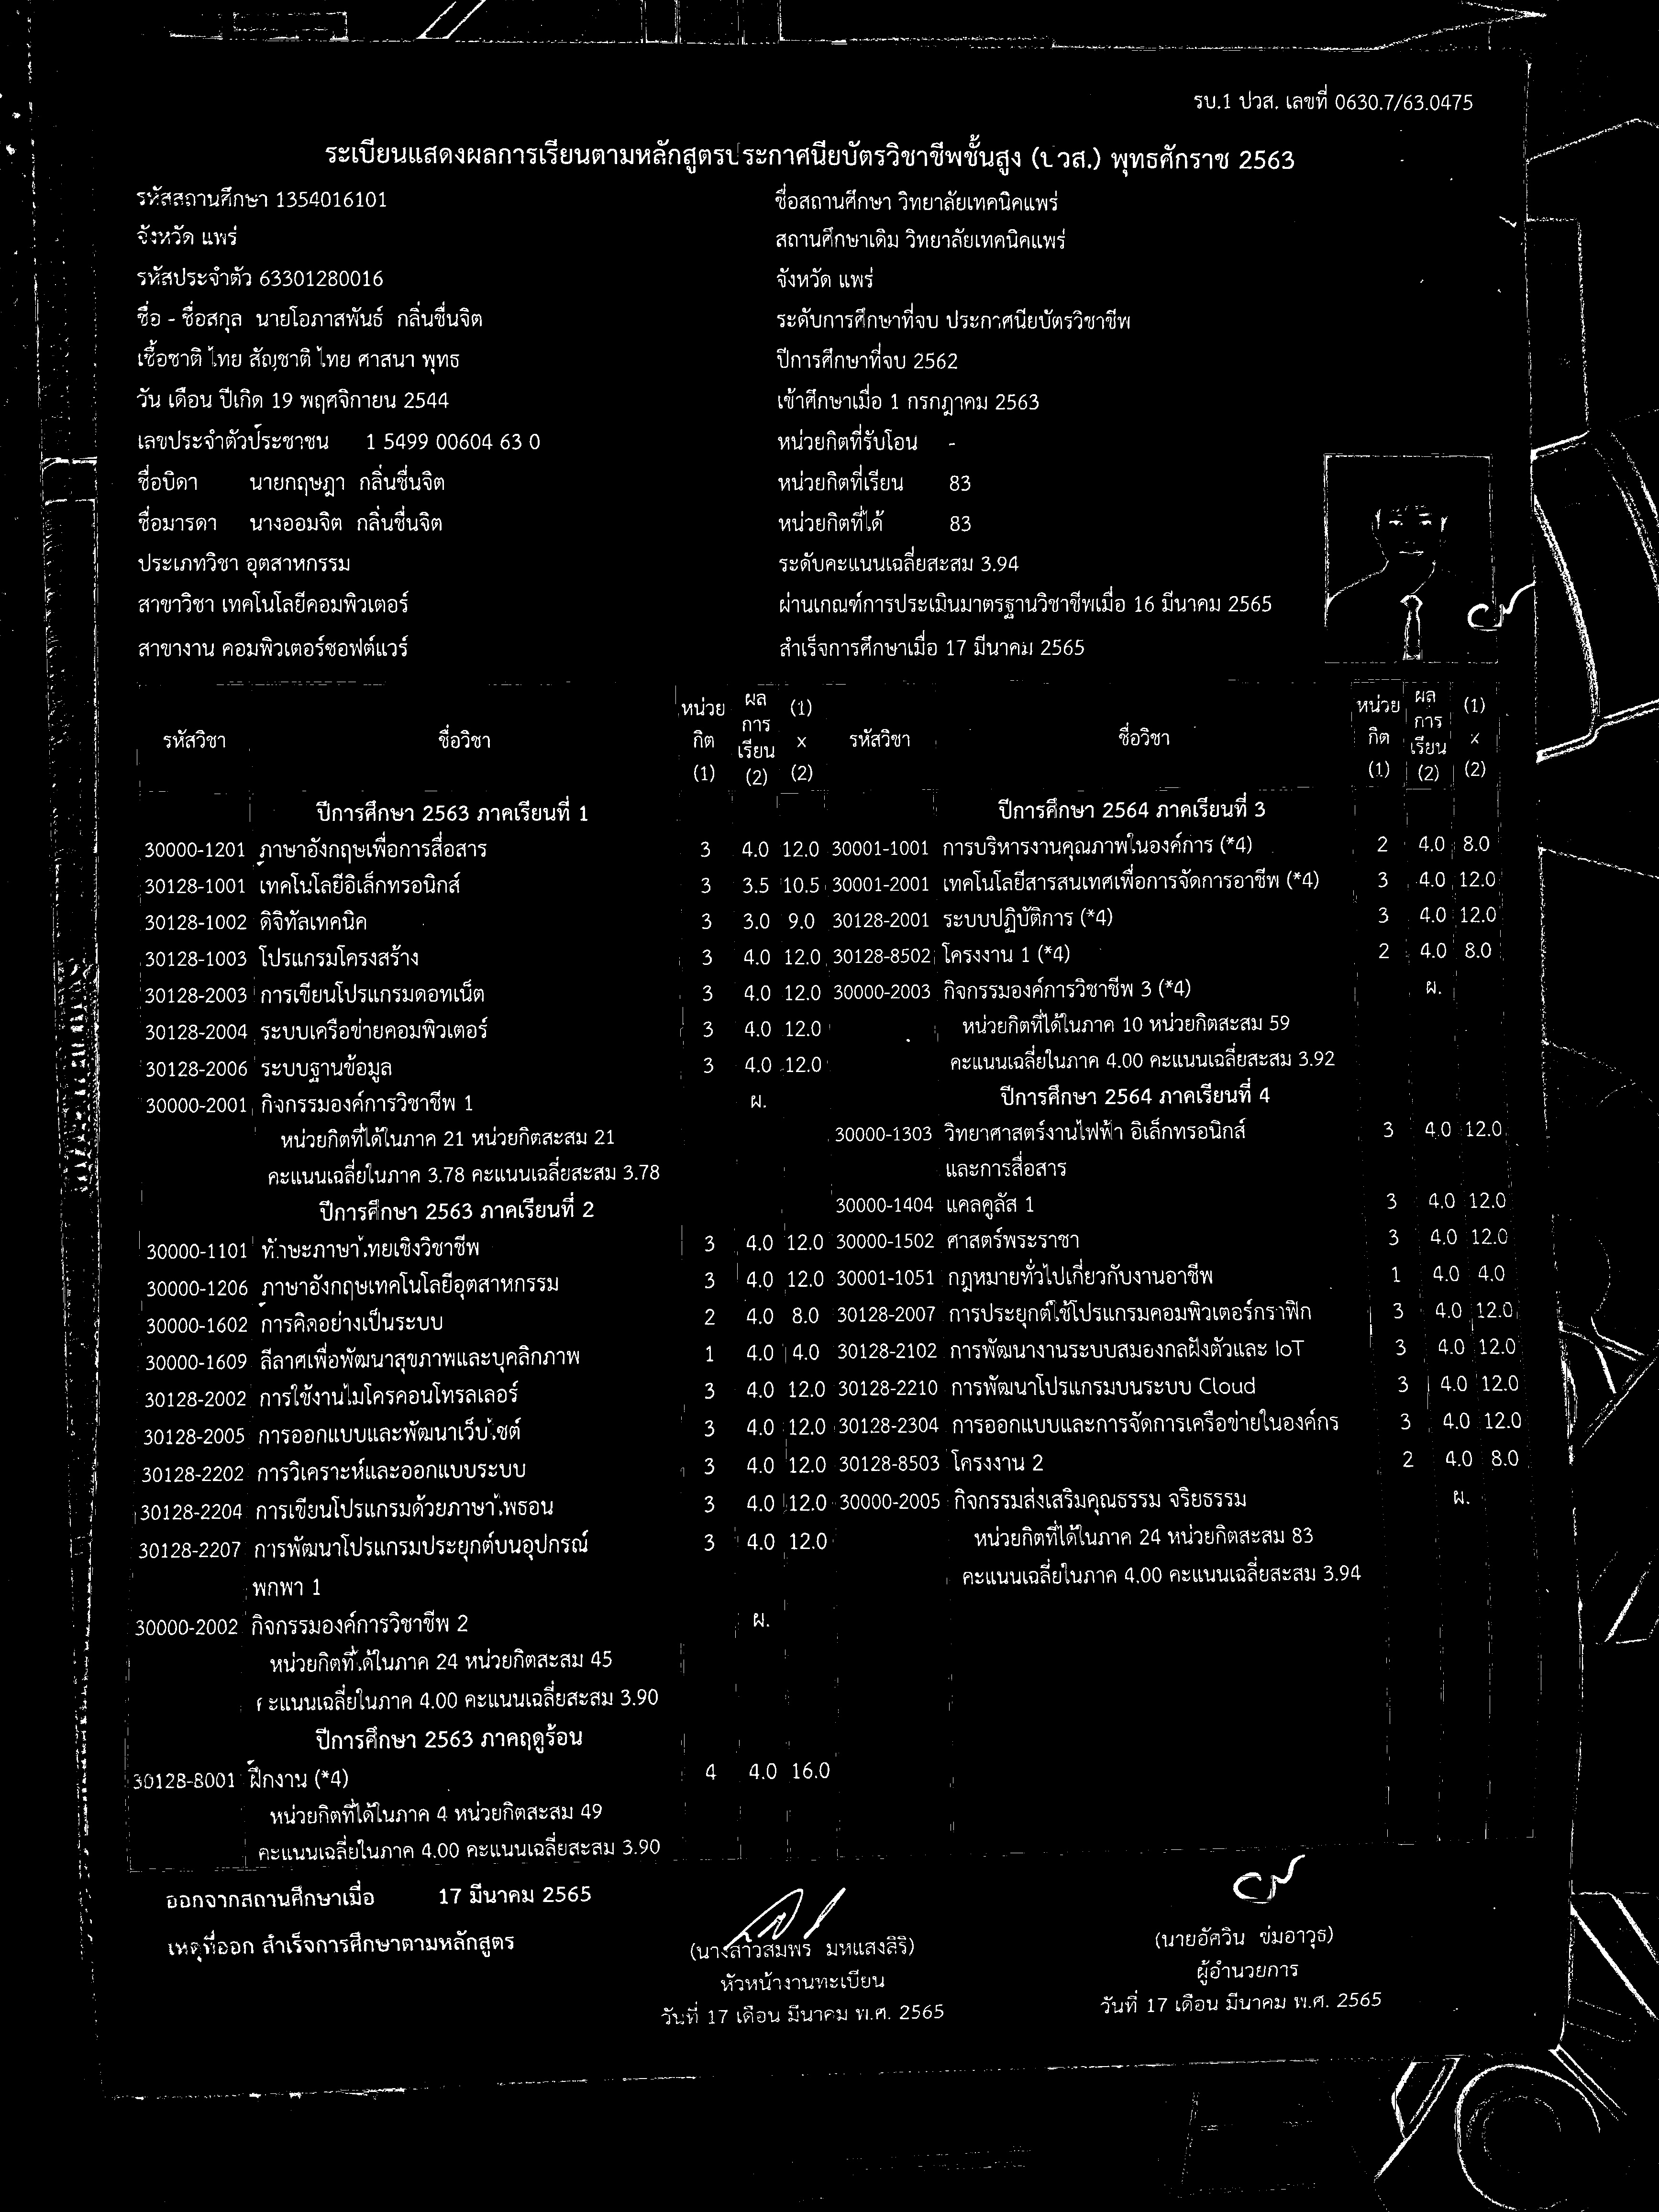 รบ.1 ปวส. เลขที่ 0630.7/63.0475
ระเบียนแสดงผลการเรียนตามหลักสูตรประกาศนียบัตรวิชาชีพชั้นสูง (ปวส.) พุทธศักราช 2563
รหัสสถานศึกษา 1354016101
ชื่อสถานศึกษา วิทยาลัยเทคนิคแพร่
จังหวัด แพร่
สถานศึกษาเดิม วิทยาลัยเทคนิคแพร่
รหัสประจำตัว 63301280016
จังหวัด แพร่
ชื่อ - ชื่อสกุล นายโอภาสพันธ์ กลิ่นชื่นจิต
ระดับการศึกษาที่จบ ประกาศนียบัตรวิชาชีพ
เชื้อชาติ ไทย สัญชาติ ไทย ศาสนา พุทธ
ปีการศึกษาที่จบ 2562
วัน เดือน ปีเกิด 19 พฤศจิกายน 2544
เข้าศึกษาเมื่อ 1 กรกฎาคม 2563
เลขประจำตัวประชาชน 1 5499 00604 63 0
หน่วยกิตที่รับโอน -
ชื่อบิดา นายกฤษฎา กลิ่นชื่นจิต
หน่วยกิตที่เรียน 83
ชื่อมารดา นางออมจิต กลิ่นชื่นจิต
หน่วยกิตที่ได้ 83
ประเภทวิชา อุตสาหกรรม
ระดับคะแนนเฉลี่ยสะสม 3.94
สาขาวิชา เทคโนโลยีคอมพิวเตอร์
ผ่านเกณฑ์การประเมินมาตรฐานวิชาชีพเมื่อ 16 มีนาคม 2565
สาขางาน คอมพิวเตอร์ซอฟต์แวร์
สำเร็จการศึกษาเมื่อ 17 มีนาคม 2565
รหัสวิชา ชื่อวิชา หน่วยกิต (1) ผลการเรียน (2) (1) x (2)
ปีการศึกษา 2563 ภาคเรียนที่ 1
30000-1201 ภาษาอังกฤษเพื่อการสื่อสาร 3 4.0 12.0
30128-1001 เทคโนโลยีอิเล็กทรอนิกส์ 3 3.5 10.5
30128-1002 ดิจิทัลเทคนิค 3 3.0 9.0
30128-1003 โปรแกรมโครงสร้าง 3 4.0 12.0
30128-2003 การเขียนโปรแกรมดอทเน็ต 3 4.0 12.0
30128-2004 ระบบเครือข่ายคอมพิวเตอร์ 3 4.0 12.0
30128-2006 ระบบฐานข้อมูล 3 4.0 12.0
30000-2001 กิจกรรมองค์การวิชาชีพ 1 ผ.
หน่วยกิตที่ได้ในภาค 21 หน่วยกิตสะสม 21
คะแนนเฉลี่ยในภาค 3.78 คะแนนเฉลี่ยสะสม 3.78
ปีการศึกษา 2563 ภาคเรียนที่ 2
30000-1101 ทักษะภาษาไทยเชิงวิชาชีพ 3 4.0 12.0
30000-1206 ภาษาอังกฤษเทคโนโลยีอุตสาหกรรม 3 4.0 12.0
30000-1602 การคิดอย่างเป็นระบบ 2 4.0 8.0
30000-1609 ลีลาศเพื่อพัฒนาสุขภาพและบุคลิกภาพ 1 4.0 4.0
30128-2002 การใช้งานไมโครคอนโทรลเลอร์ 3 4.0 12.0
30128-2005 การออกแบบและพัฒนาเว็บไซต์ 3 4.0 12.0
30128-2202 การวิเคราะห์และออกแบบระบบ 3 4.0 12.0
30128-2204 การเขียนโปรแกรมด้วยภาษาไพธอน 3 4.0 12.0
30128-2207 การพัฒนาโปรแกรมประยุกต์บนอุปกรณ์ 3 4.0 12.0
พกพา 1
30000-2002 กิจกรรมองค์การวิชาชีพ 2 ผ.
หน่วยกิตที่ได้ในภาค 24 หน่วยกิตสะสม 45
คะแนนเฉลี่ยในภาค 4.00 คะแนนเฉลี่ยสะสม 3.90
ปีการศึกษา 2563 ภาคฤดูร้อน
30128-8001 ฝึกงาน (*4) 4 4.0 16.0
หน่วยกิตที่ได้ในภาค 4 หน่วยกิตสะสม 49
คะแนนเฉลี่ยในภาค 4.00 คะแนนเฉลี่ยสะสม 3.90
รหัสวิชา ชื่อวิชา หน่วยกิต (1) ผลการเรียน (2) (1) x (2)
ปีการศึกษา 2564 ภาคเรียนที่ 3
30001-1001 การบริหารงานคุณภาพในองค์การ (*4) 2 4.0 8.0
30001-2001 เทคโนโลยีสารสนเทศเพื่อการจัดการอาชีพ (*4) 3 4.0 12.0
30128-2001 ระบบปฏิบัติการ (*4) 3 4.0 12.0
30128-8502 โครงงาน 1 (*4) 2 4.0 8.0
30000-2003 กิจกรรมองค์การวิชาชีพ 3 (*4) ผ.
หน่วยกิตที่ได้ในภาค 10 หน่วยกิตสะสม 59
คะแนนเฉลี่ยในภาค 4.00 คะแนนเฉลี่ยสะสม 3.92
ปีการศึกษา 2564 ภาคเรียนที่ 4
30000-1303 วิทยาศาสตร์งานไฟฟ้า อิเล็กทรอนิกส์ 3 4.0 12.0
และการสื่อสาร
30000-1404 แคลคูลัส 1 3 4.0 12.0
30000-1502 ศาสตร์พระราชา 3 4.0 12.0
30001-1051 กฎหมายทั่วไปเกี่ยวกับงานอาชีพ 1 4.0 4.0
30128-2007 การประยุกต์ใช้โปรแกรมคอมพิวเตอร์กราฟิก 3 4.0 12.0
30128-2102 การพัฒนางานระบบสมองกลฝังตัวและ IoT 3 4.0 12.0
30128-2210 การพัฒนาโปรแกรมบนระบบ Cloud 3 4.0 12.0
30128-2304 การออกแบบและการจัดการเครือข่ายในองค์กร 3 4.0 12.0
30128-8503 โครงงาน 2 2 4.0 8.0
30000-2005 กิจกรรมส่งเสริมคุณธรรม จริยธรรม ผ.
หน่วยกิตที่ได้ในภาค 24 หน่วยกิตสะสม 83
คะแนนเฉลี่ยในภาค 4.00 คะแนนเฉลี่ยสะสม 3.94
ออกจากสถานศึกษาเมื่อ 17 มีนาคม 2565
เหตุที่ออก สำเร็จการศึกษาตามหลักสูตร
(นางสาวสมพร มหแสงสิริ)
หัวหน้างานทะเบียน
วันที่ 17 เดือน มีนาคม พ.ศ. 2565
(นายอัศวิน ข่มอาวุธ)
ผู้อำนวยการ
วันที่ 17 เดือน มีนาคม พ.ศ. 2565